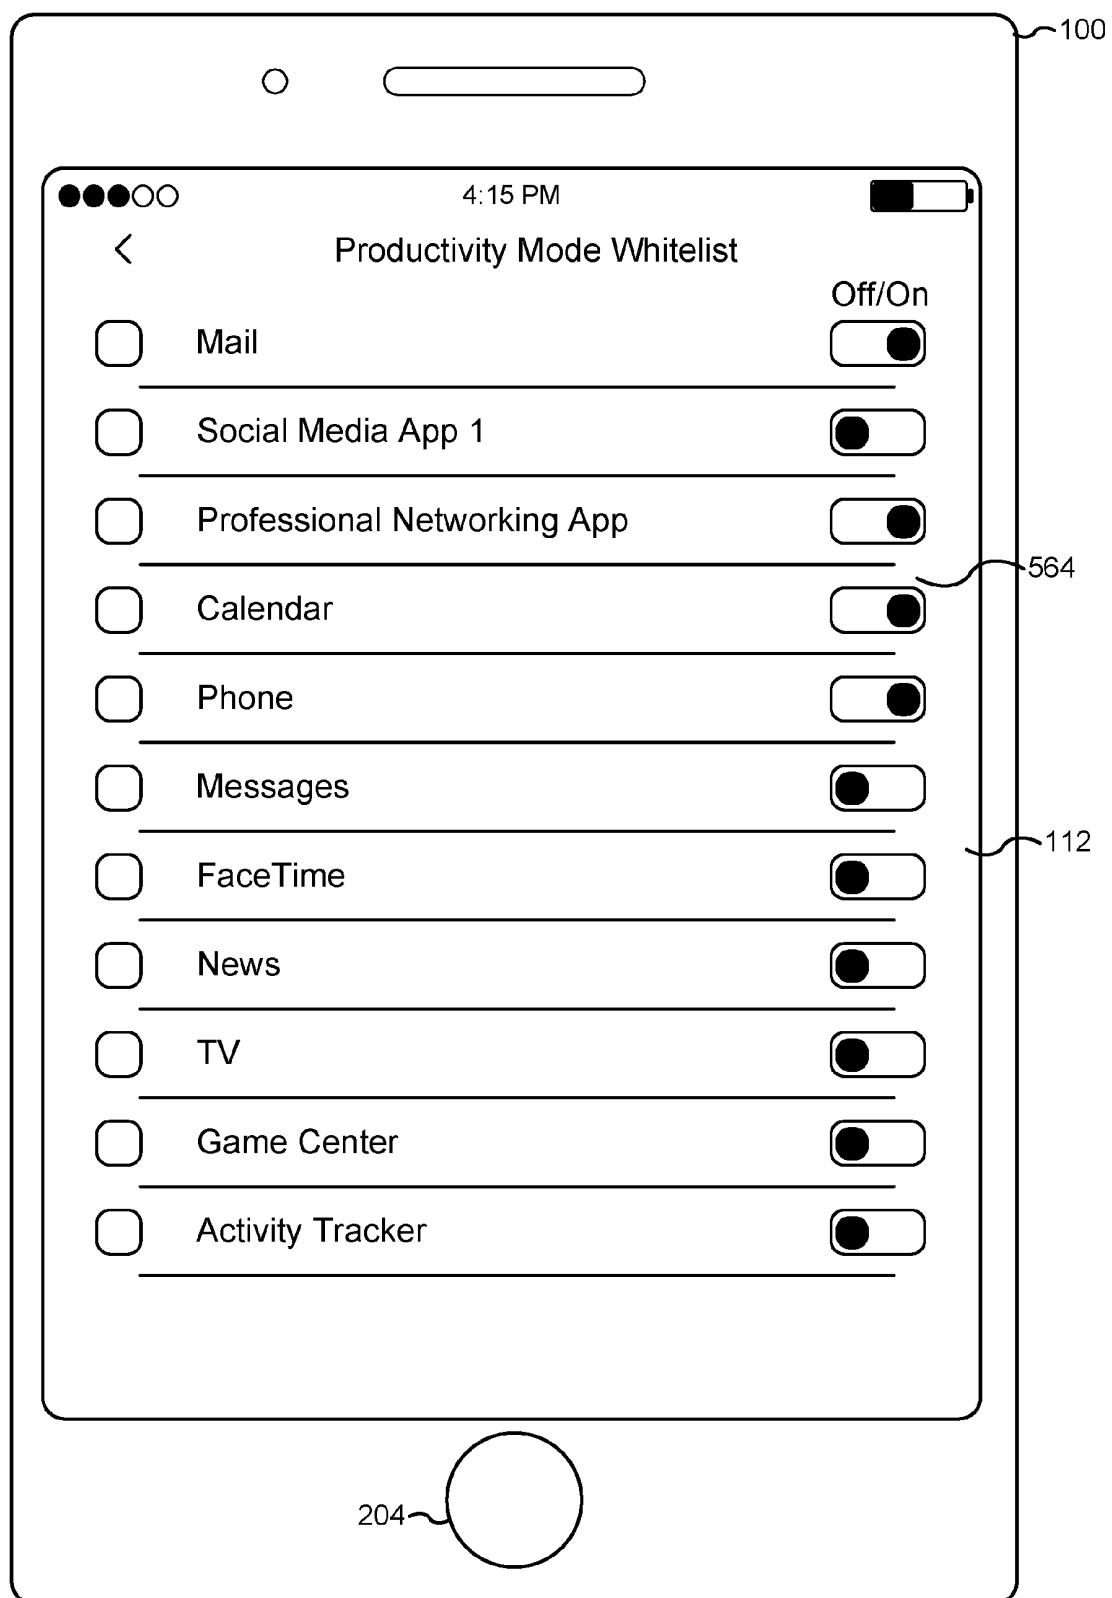 100
4:15 PM
Productivity Mode Whitelist
Off/On
Mail
Social Media App 1
Professional Networking App
564
Calendar
Phone
Messages
112
FaceTime
News
TV
Game Center
Activity Tracker
204